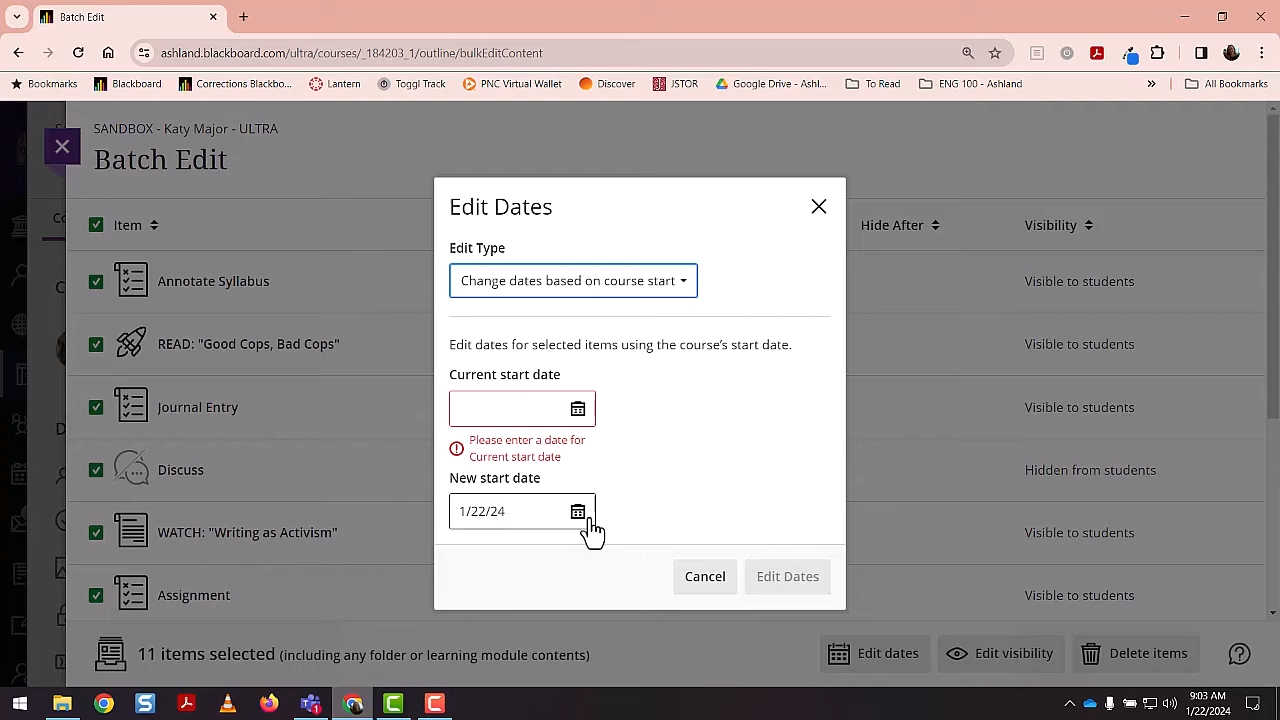 Batch Edit
ashland.blackboard.com/ultra/courses/_184203_1/outline/bulkEditContent
Bookmarks
Blackboard
Corrections Blackbo...
Lantern
Toggl Track
PNC Virtual Wallet
Discover
JSTOR
Google Drive - Ashl...
To Read
ENG 100 - Ashland
»
All Bookmarks
SANDBOX - Katy Major - ULTRA
Batch Edit
Item
Hide After
Visibility
Annotate Syllabus
Visible to students
READ: "Good Cops, Bad Cops"
Visible to students
Journal Entry
Visible to students
Discuss
Hidden from students
WATCH: "Writing as Activism"
Visible to students
Assignment
Visible to students
Edit Dates
Edit Type
Change dates based on course start
Edit dates for selected items using the course’s start date.
Current start date
Please enter a date for
Current start date
New start date
1/22/24
Cancel
Edit Dates
11 items selected (including any folder or learning module contents)
Edit dates
Edit visibility
Delete items
9:03 AM
1/22/2024